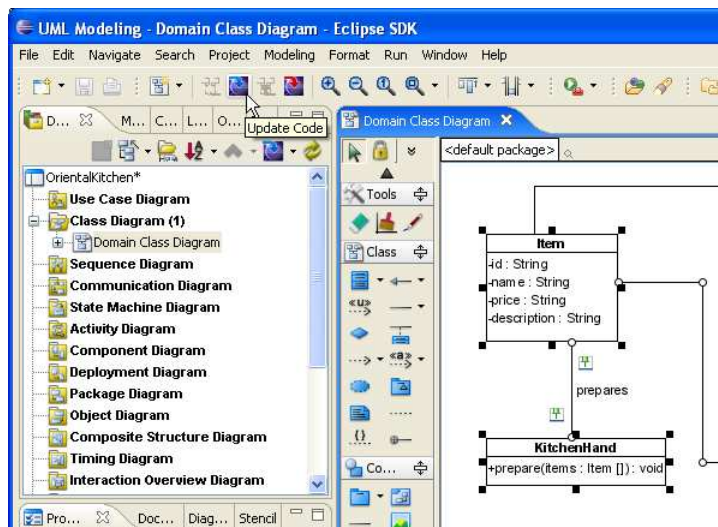 UML Modeling - Domain Class Diagram - Eclipse SDK
File Edit Navigate Search Project Modeling Format Run Window Help
D... M... C... L... O...
Update Code
Domain Class Diagram
<default package>
OrientalKitchen*
Use Case Diagram
Class Diagram (1)
Domain Class Diagram
Sequence Diagram
Communication Diagram
State Machine Diagram
Activity Diagram
Component Diagram
Deployment Diagram
Package Diagram
Object Diagram
Composite Structure Diagram
Timing Diagram
Interaction Overview Diagram
Pro... Doc... Diag... Stencil
Tools
Class
«u»
«a»
{}
Co...
Item
-id : String
-name : String
-price : String
-description : String
prepares
KitchenHand
+prepare(items : Item []) : void